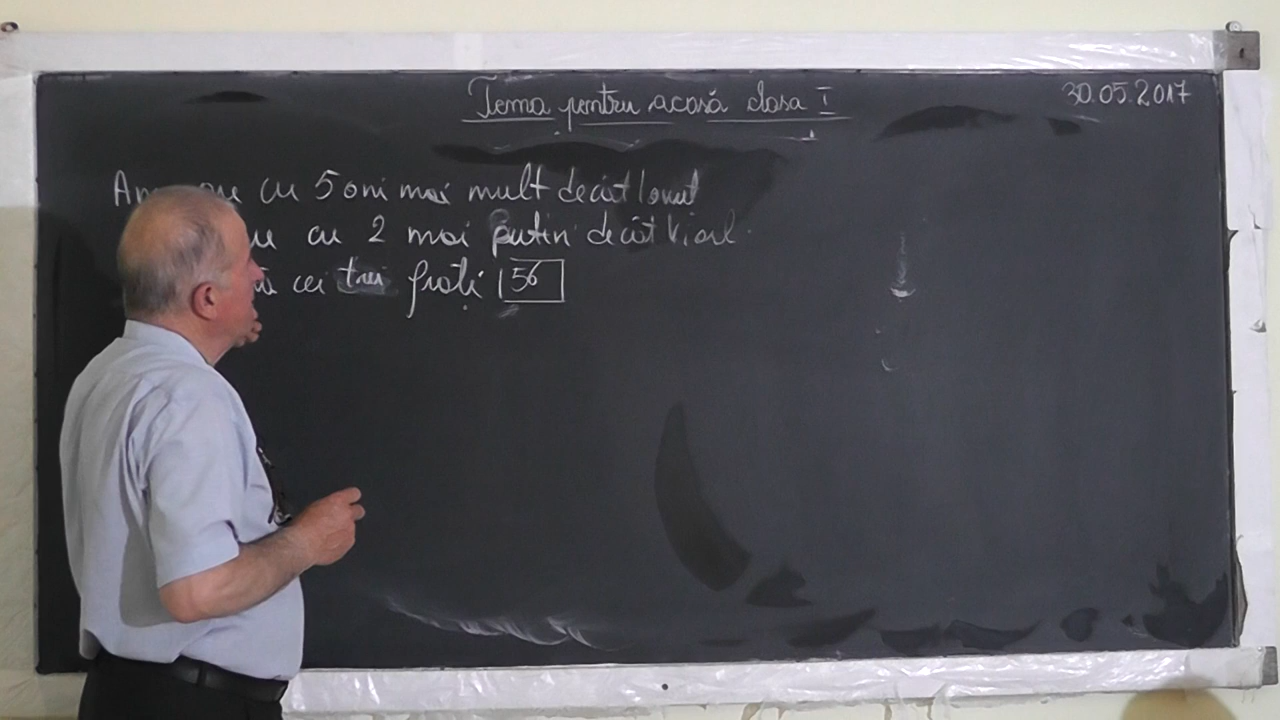 Tema pentru acasă clasa I
30.05.2017
are cu 5 ani mai mult decât Ionuț
cu 2 mai puțin decât Viorel.
cei trei frați 56